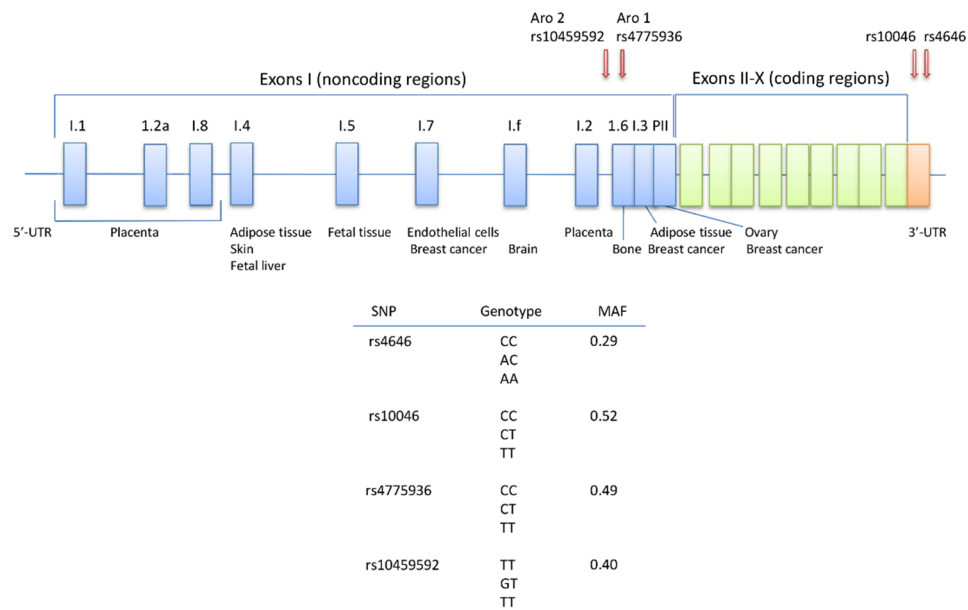 Aro 2 Aro 1
rs10459592 rs4775936 rs10046 rs4646
Exons I (noncoding regions) Exons II-X (coding regions)
I.1 1.2a I.8 I.4 I.5 I.7 I.f I.2 1.6 I.3 PII
5′-UTR Placenta Adipose tissue Fetal tissue Endothelial cells Placenta Adipose tissue Ovary 3′-UTR
Skin Breast cancer Brain Bone Breast cancer Breast cancer
Fetal liver
SNP Genotype MAF
rs4646 CC 0.29
AC
AA
rs10046 CC 0.52
CT
TT
rs4775936 CC 0.49
CT
TT
rs10459592 TT 0.40
GT
TT